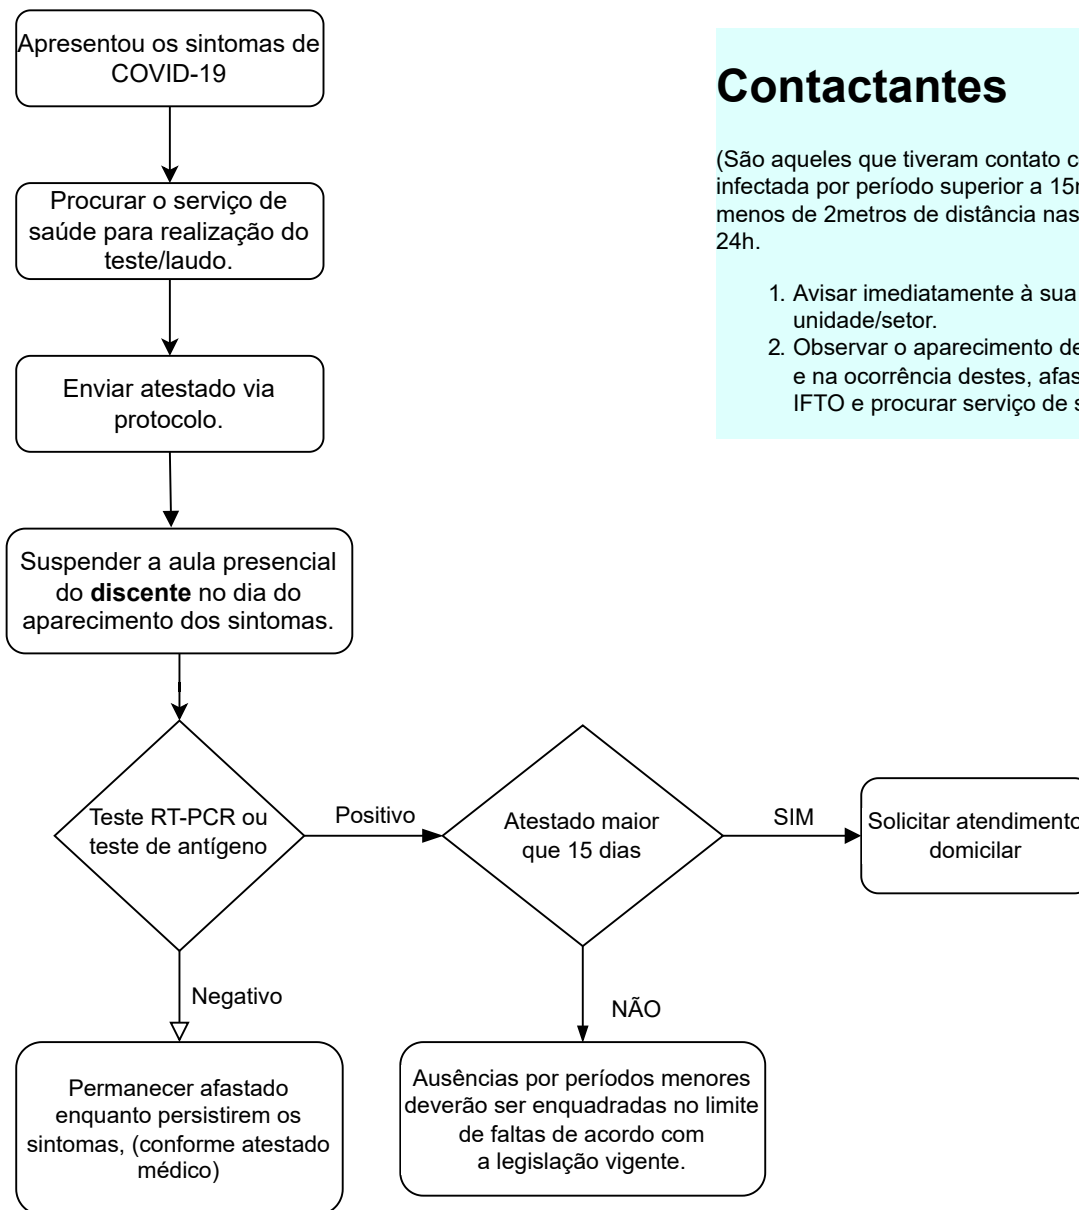 Apresentou os sintomas de
COVID-19
Procurar o serviço de
saúde para realização do
teste/laudo.
Enviar atestado via
protocolo.
Suspender a aula presencial
do discente no dia do
aparecimento dos sintomas.
Teste RT-PCR ou
teste de antígeno
Positivo
Negativo
Permanecer afastado
enquanto persistirem os
sintomas, (conforme atestado
médico)
Atestado maior
que 15 dias
SIM
Solicitar atendimento
domicilar
NÃO
Ausências por períodos menores
deverão ser enquadradas no limite
de faltas de acordo com
a legislação vigente.
Contactantes
(São aqueles que tiveram contato
infectada por período superior a
menos de 2metros de distância nas
24h.
1. Avisar imediatamente à sua
unidade/setor.
2. Observar o aparecimento
e na ocorrência destes,
IFTO e procurar serviço de